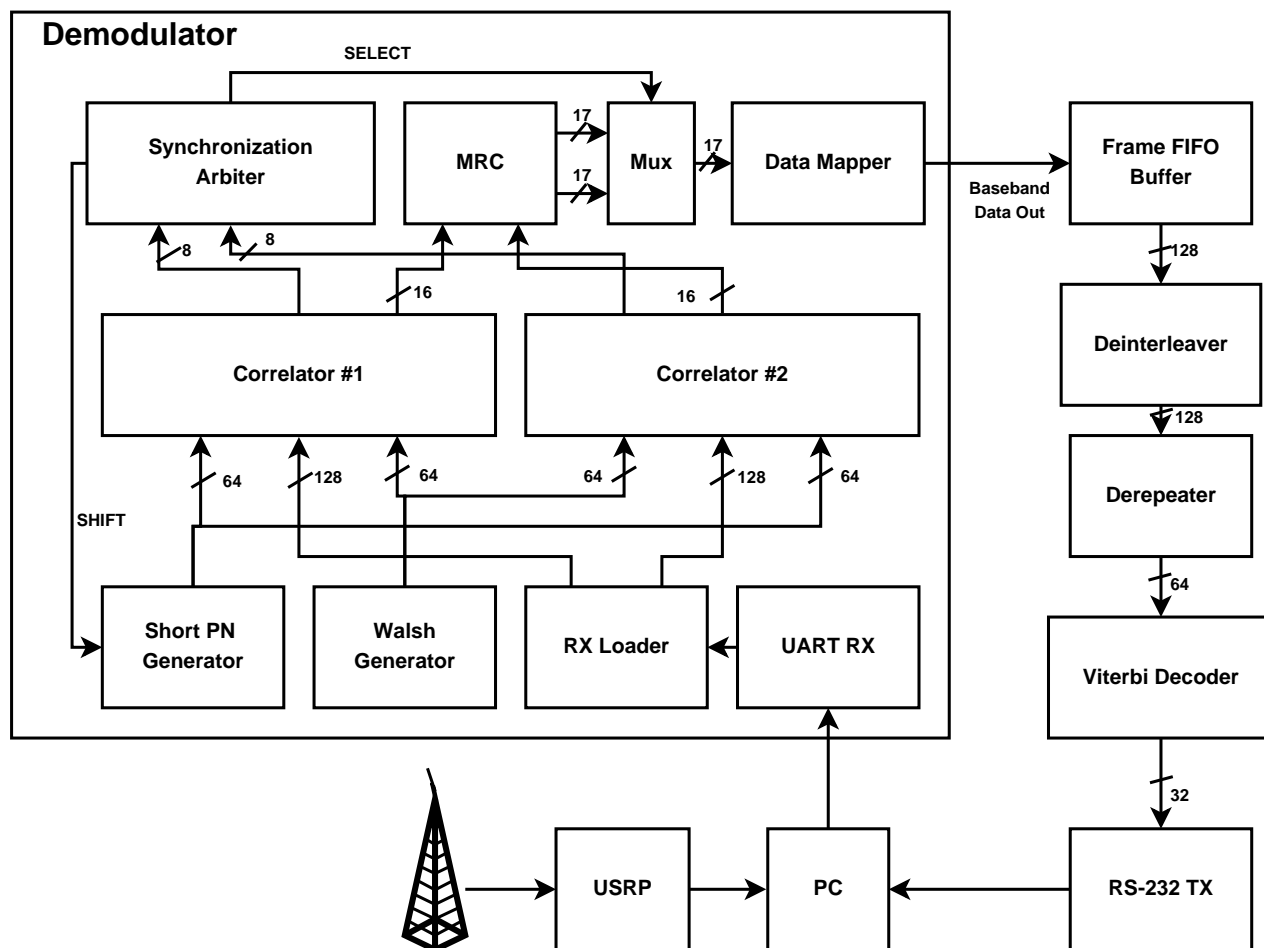 Demodulator
SELECT
Synchronization
Arbiter
MRC
17
17
Mux
17
Data Mapper
Baseband
Data Out
Frame FIFO
Buffer
8
8
16
16
128
Correlator #1
Correlator #2
Deinterleaver
128
64
128
64
64
128
64
Derepeater
SHIFT
64
Short PN
Generator
Walsh
Generator
RX Loader
UART RX
Viterbi Decoder
32
USRP
PC
RS-232 TX